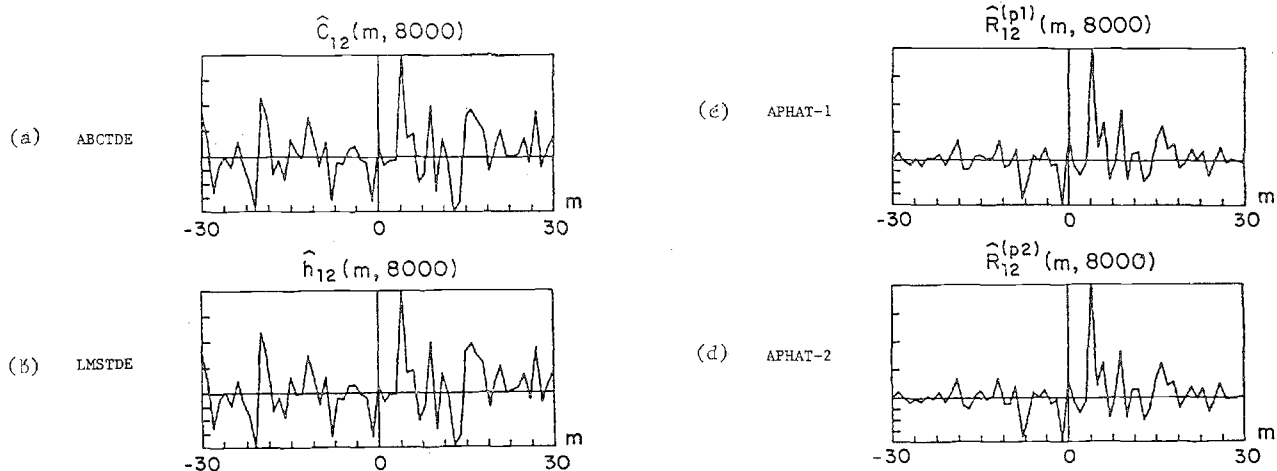 Ĉ₁₂(m, 8000)
(a) ABCTDE
m
-30 0 30
ĥ₁₂(m, 8000)
(b) LMSTDE
m
-30 0 30
R̂₁₂^(p1)(m, 8000)
(c) APHAT-1
m
-30 0 30
R̂₁₂^(p2)(m, 8000)
(d) APHAT-2
m
-30 0 30